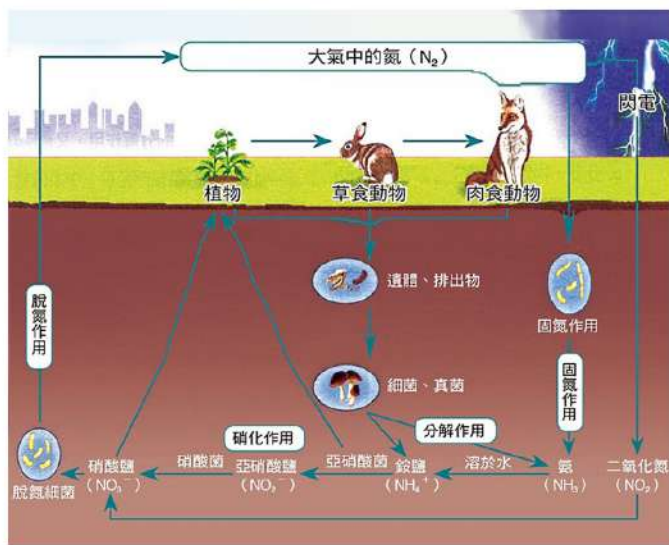 大氣中的氮（N₂）
閃電
植物
草食動物
肉食動物
遺體、排出物
固氮作用
脫氮作用
固氮作用
細菌、真菌
分解作用
硝化作用
硝酸菌
亞硝酸菌
溶於水
脫氮細菌
硝酸鹽
（NO₃⁻）
亞硝酸鹽
（NO₂⁻）
銨鹽
（NH₄⁺）
氨
（NH₃）
二氧化氮
（NO₂）